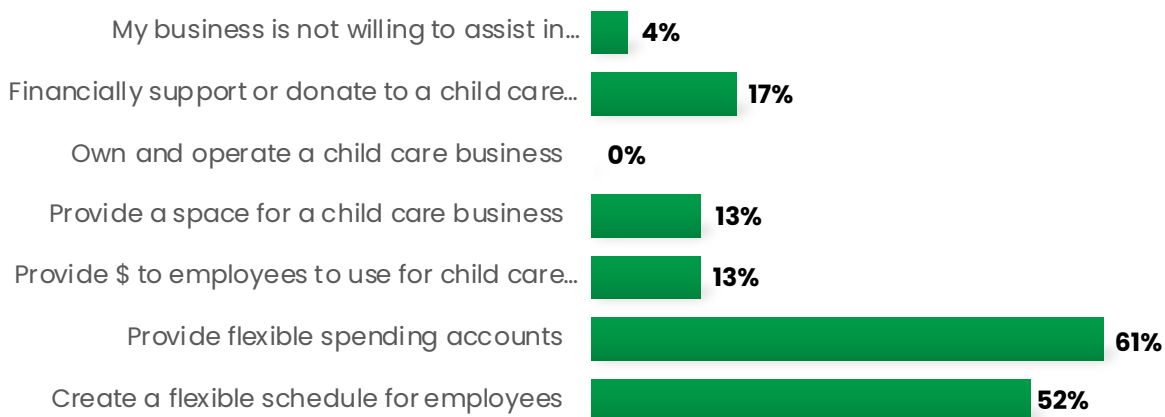 My business is not willing to assist in… 4%
Financially support or donate to a child care… 17%
Own and operate a child care business 0%
Provide a space for a child care business 13%
Provide $ to employees to use for child care… 13%
Provide flexible spending accounts 61%
Create a flexible schedule for employees 52%